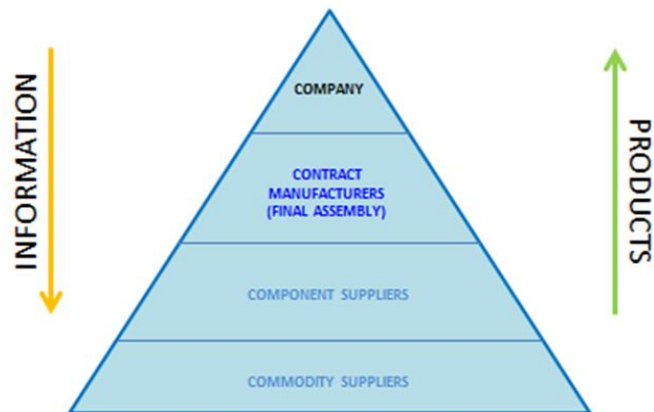 INFORMATION
COMPANY
CONTRACT
MANUFACTURERS
(FINAL ASSEMBLY)
COMPONENT SUPPLIERS
COMMODITY SUPPLIERS
PRODUCTS